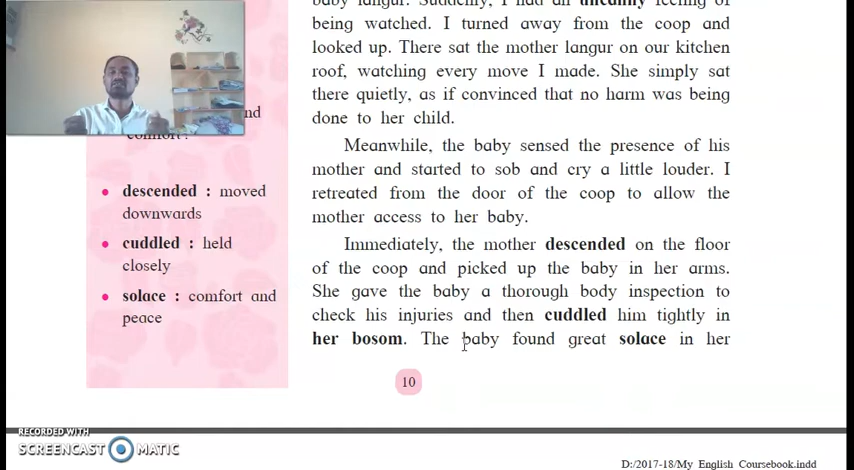 baby langur. Suddenly, I had an uncanny feeling of
being watched. I turned away from the coop and
looked up. There sat the mother langur on our kitchen
roof, watching every move I made. She simply sat
there quietly, as if convinced that no harm was being
done to her child.
Meanwhile, the baby sensed the presence of his
mother and started to sob and cry a little louder. I
retreated from the door of the coop to allow the
mother access to her baby.
Immediately, the mother descended on the floor
of the coop and picked up the baby in her arms.
She gave the baby a thorough body inspection to
check his injuries and then cuddled him tightly in
her bosom. The baby found great solace in her
nd
comfort?
• descended : moved
downwards
• cuddled : held
closely
• solace : comfort and
peace
10
RECORDED WITH
SCREENCAST MATIC
D:/2017-18/My English Coursebook.indd